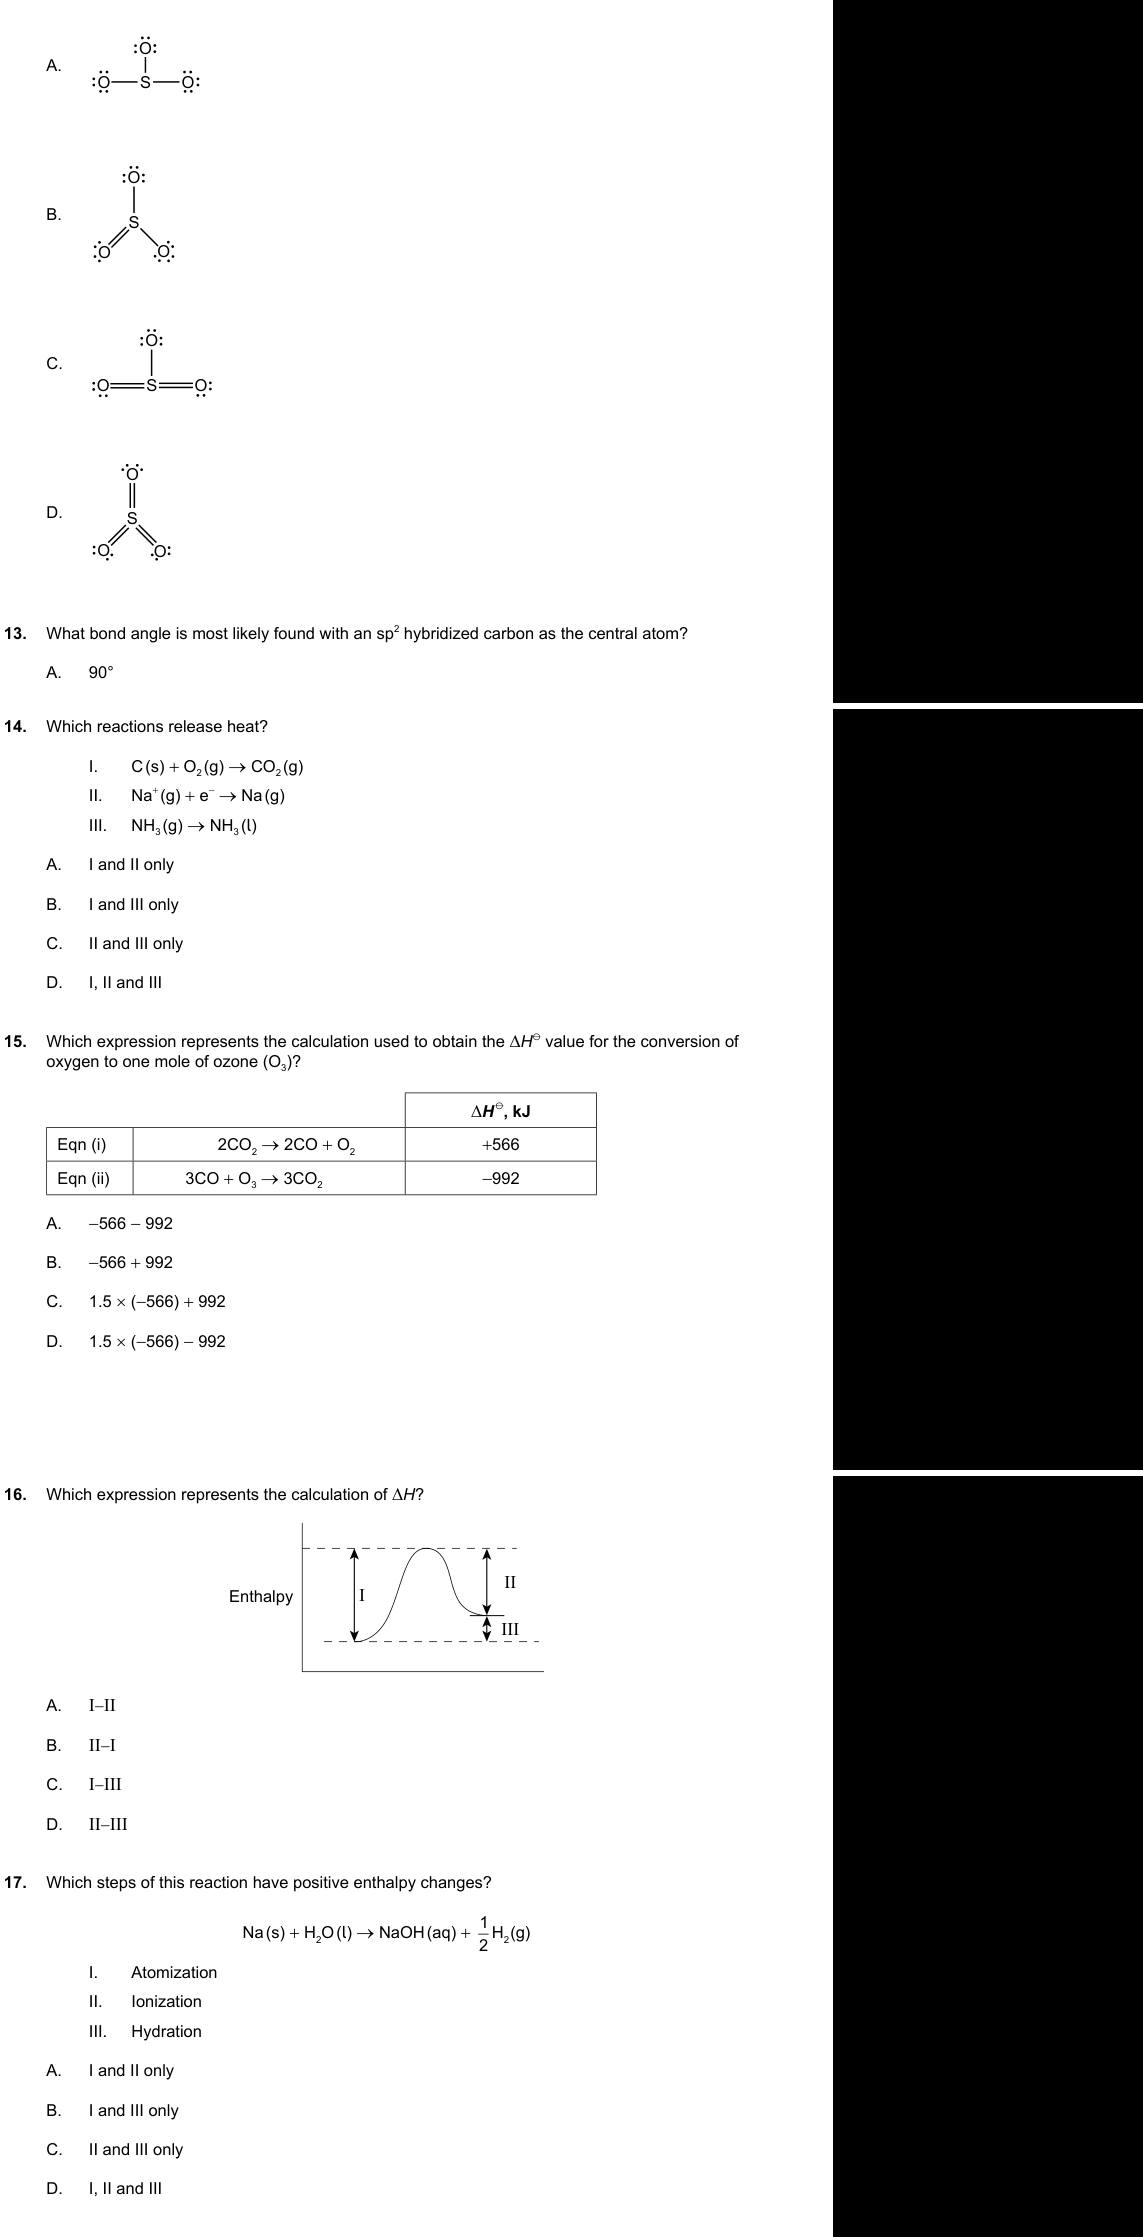 A.
:Ö:
:Ö—S—Ö:
B.
:Ö:
S
:O O:
C.
:Ö:
:O=S=O:
D.
O
S
:O O:
13. What bond angle is most likely found with an sp² hybridized carbon as the central atom?
A. 90°
14. Which reactions release heat?
I. C(s) + O₂(g) → CO₂(g)
II. Na⁺(g) + e⁻ → Na(g)
III. NH₃(g) → NH₃(l)
A. I and II only
B. I and III only
C. II and III only
D. I, II and III
15. Which expression represents the calculation used to obtain the ΔH⊖ value for the conversion of
oxygen to one mole of ozone (O₃)?
ΔH⊖, kJ
Eqn (i) 2CO₂ → 2CO + O₂ +566
Eqn (ii) 3CO + O₃ → 3CO₂ −992
A. −566 − 992
B. −566 + 992
C. 1.5 × (−566) + 992
D. 1.5 × (−566) − 992
16. Which expression represents the calculation of ΔH?
Enthalpy
I
II
III
A. I–II
B. II–I
C. I–III
D. II–III
17. Which steps of this reaction have positive enthalpy changes?
Na(s) + H₂O(l) → NaOH(aq) + 1/2 H₂(g)
I. Atomization
II. Ionization
III. Hydration
A. I and II only
B. I and III only
C. II and III only
D. I, II and III